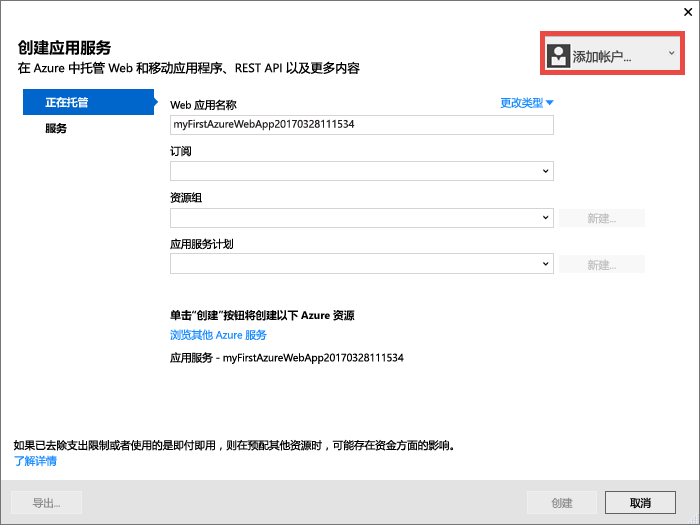 创建应用服务
在 Azure 中托管 Web 和移动应用程序、REST API 以及更多内容
添加帐户...
正在托管
服务
Web 应用名称
更改类型
myFirstAzureWebApp20170328111534
订阅
资源组
新建...
应用服务计划
新建...
单击“创建”按钮将创建以下 Azure 资源
浏览其他 Azure 服务
应用服务 - myFirstAzureWebApp20170328111534
如果已去除支出限制或者使用的是即付即用，则在预配其他资源时，可能存在资金方面的影响。
了解详情
导出...
创建
取消